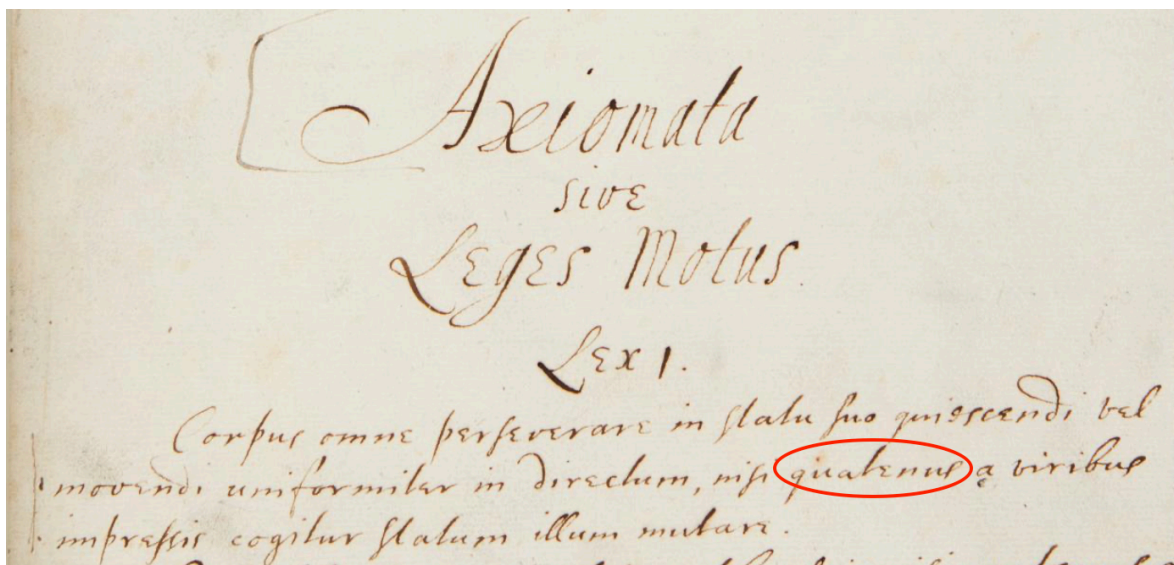 Axiomata
sive
Leges Motus.
Lex 1.
Corpus omne perseverare in statu suo quiescendi vel
movendi uniformiter in directum, nisi quatenus a viribus
impressis cogitur statum illum mutare.